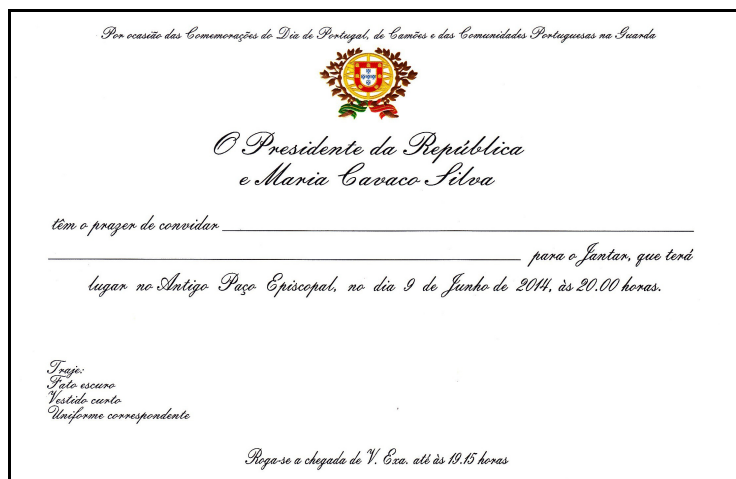 Por ocasião das Comemorações do Dia de Portugal, de Camões e das Comunidades Portuguesas na Guarda
O Presidente da República
e Maria Cavaco Silva
têm o prazer de convidar
para o Jantar, que terá
lugar no Antigo Paço Episcopal, no dia 9 de Junho de 2014, às 20.00 horas.
Traje:
Fato escuro
Vestido curto
Uniforme correspondente
Roga-se a chegada de V. Exa. até às 19.15 horas